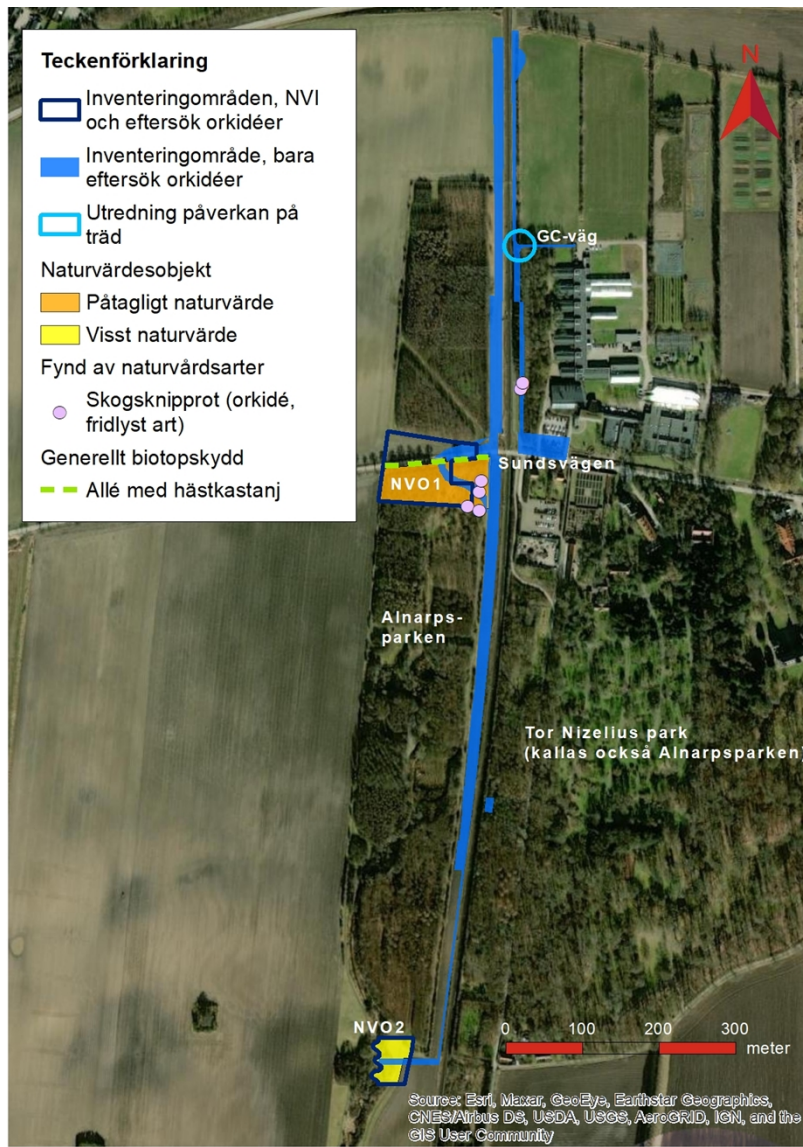 Teckenförklaring
Inventeringområden, NVI
och eftersök orkidéer
Inventeringområde, bara
eftersök orkidéer
Utredning påverkan på
träd
Naturvärdesobjekt
Påtagligt naturvärde
Visst naturvärde
Fynd av naturvårdsarter
Skogsknipprot (orkidé,
fridlyst art)
Generellt biotopskydd
Allé med hästkastanj
N
GC-väg
Sundsvägen
NVO1
Alnarps-
parken
Tor Nizelius park
(kallas också Alnarpsparken)
NVO2
0 100 200 300
meter
Source: Esri, Maxar, GeoEye, Earthstar Geographics,
CNES/Airbus DS, USDA, USGS, AeroGRID, IGN, and the
GIS User Community